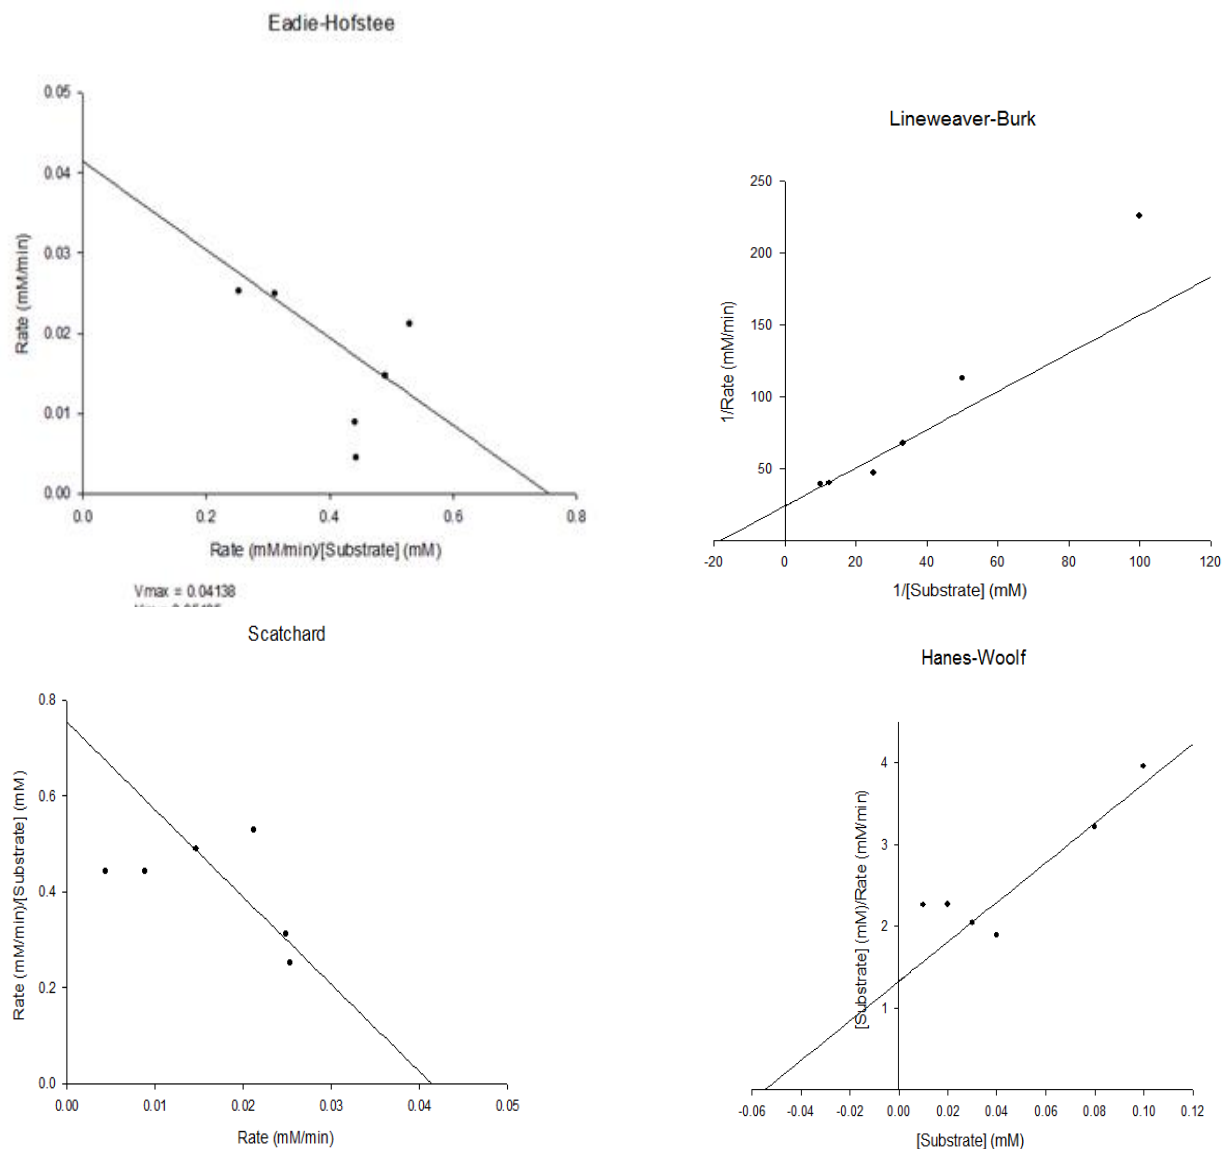 Eadie-Hofstee
0.05
0.04
0.03
0.02
0.01
0.00
Rate (mM/min)
0.0 0.2 0.4 0.6 0.8
Rate (mM/min)/[Substrate] (mM)
Vmax = 0.04138
Lineweaver-Burk
250
200
150
100
50
1/Rate (mM/min)
-20 0 20 40 60 80 100 120
1/[Substrate] (mM)
Scatchard
0.8
0.6
0.4
0.2
0.0
Rate (mM/min)/[Substrate] (mM)
0.00 0.01 0.02 0.03 0.04 0.05
Rate (mM/min)
Hanes-Woolf
4
3
2
1
[Substrate] (mM)/Rate (mM/min)
-0.06 -0.04 -0.02 0.00 0.02 0.04 0.06 0.08 0.10 0.12
[Substrate] (mM)